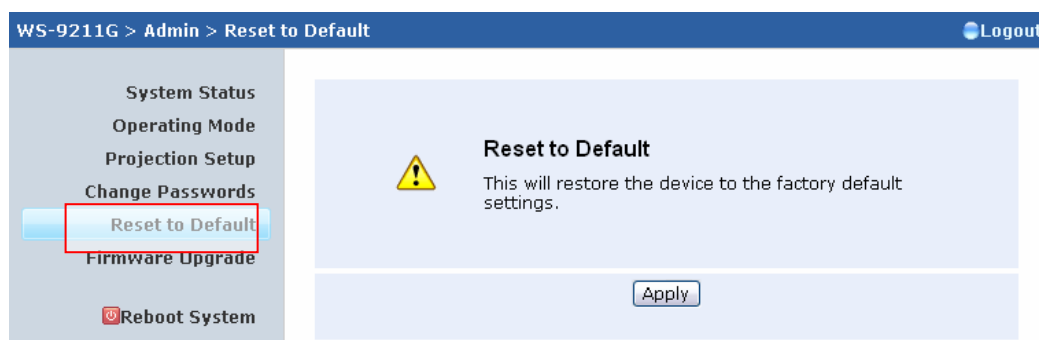 WS-9211G > Admin > Reset to Default
Logout
System Status
Operating Mode
Projection Setup
Change Passwords
Reset to Default
Firmware Upgrade
Reboot System
Reset to Default
This will restore the device to the factory default
settings.
Apply